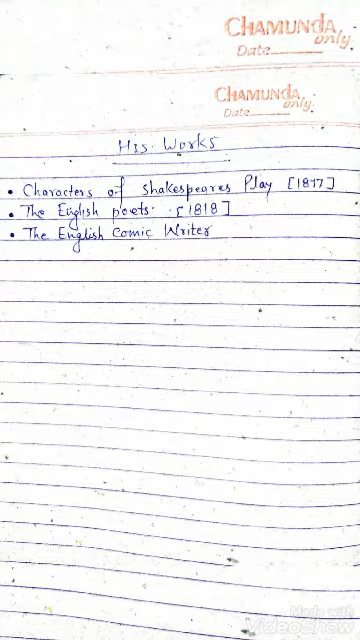 CHAMUNDA
only.
Date
CHAMUNDA
only.
Date
His Works
• Characters of Shakespeares Play [1817]
• The English poets. [1818]
• The English Comic Writer
Made with
VideoShow